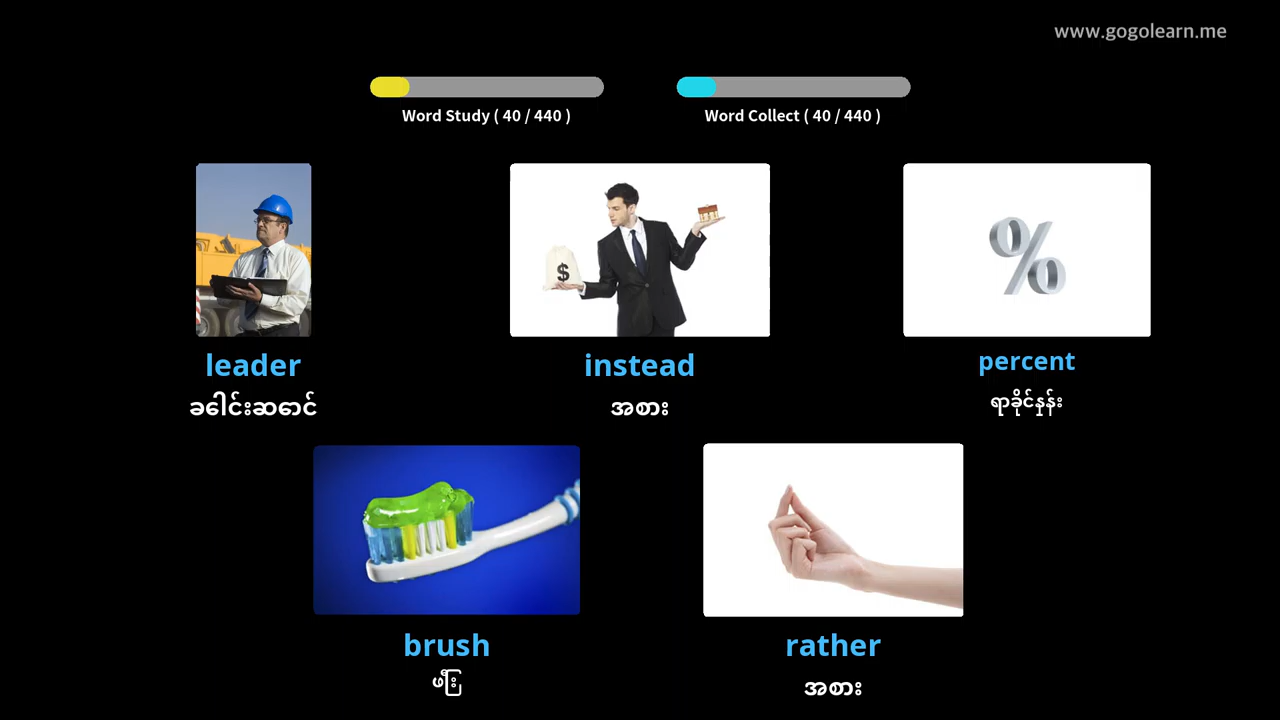 www.gogolearn.me
Word Study ( 40 / 440 )
Word Collect ( 40 / 440 )
$
%
leader
ခေါင်းဆောင်
instead
အစား
percent
ရာခိုင်နှုန်း
brush
ဖီး
rather
အစား